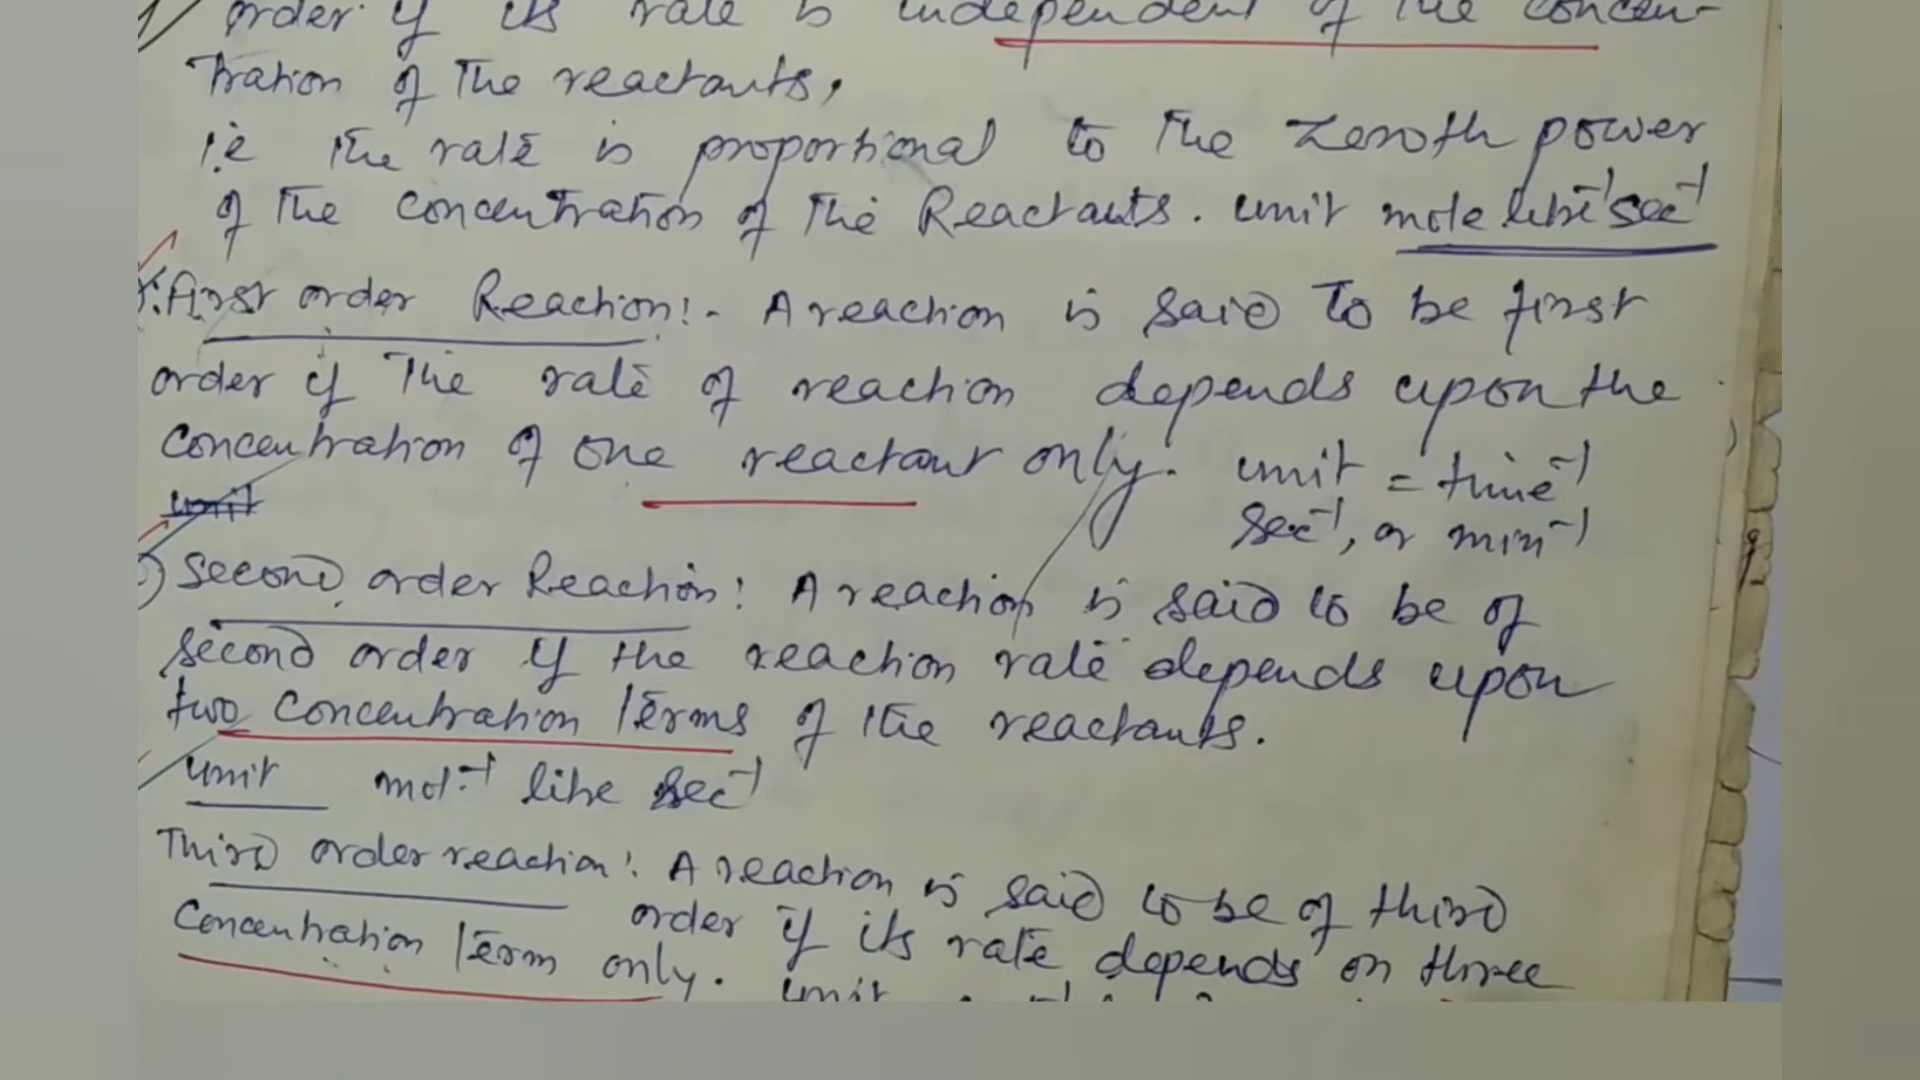 order if its rate is independent of the concen-
tration of the reactants,
i.e the rate is proportional to the zeroth power
of the concentration of the Reactants. unit mole litre⁻¹ sec⁻¹
First order Reaction:- A reaction is said to be first
order if the rate of reaction depends upon the
concentration of one reactant only. unit = time⁻¹
unit sec⁻¹, or min⁻¹
Second order Reaction: A reaction is said to be of
second order if the reaction rate depends upon
two concentration terms of the reactants.
unit mol⁻¹ litre sec⁻¹
Third order reaction: A reaction is said to be of third
order if its rate depends on three
concentration term only. unit